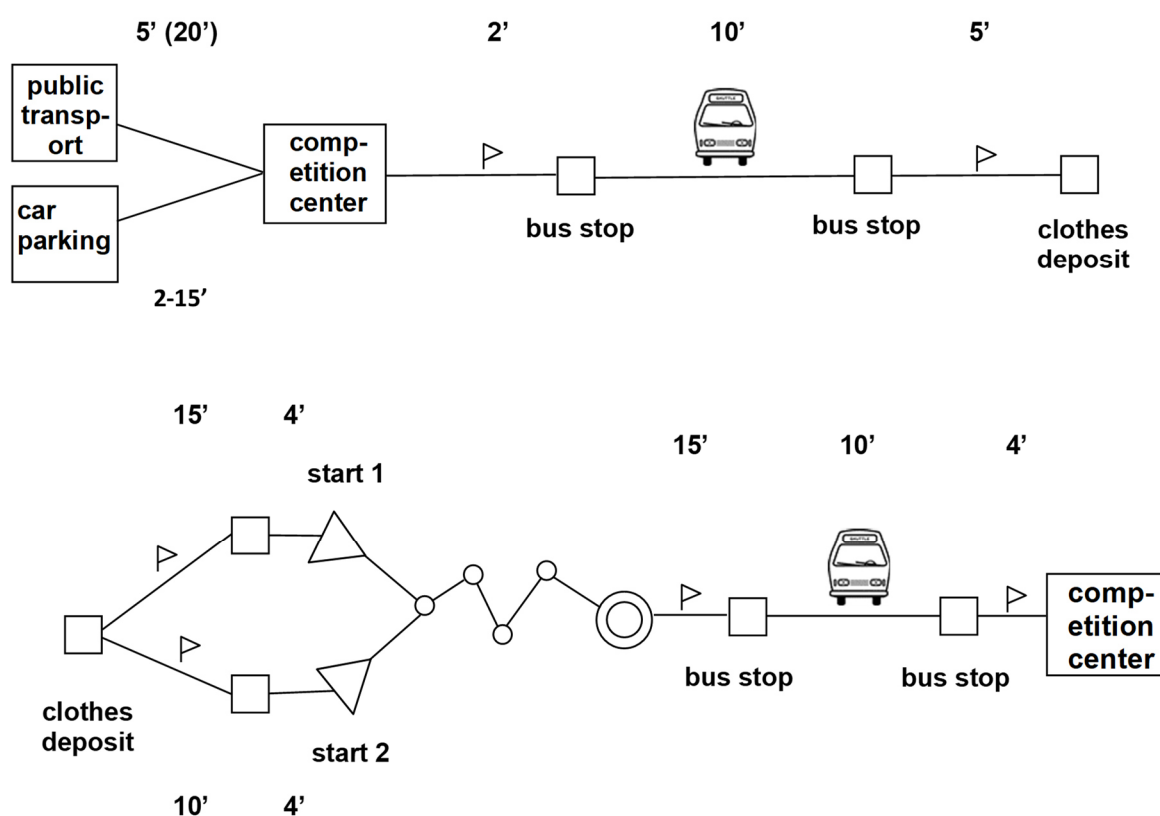 5’ (20’)
2’
10’
5’
public
transp-
ort
SHUTTLE
comp-
etition
center
car
parking
bus stop
bus stop
clothes
deposit
2-15’
15’
4’
15’
10’
4’
start 1
SHUTTLE
comp-
etition
center
bus stop
bus stop
clothes
deposit
start 2
10’
4’